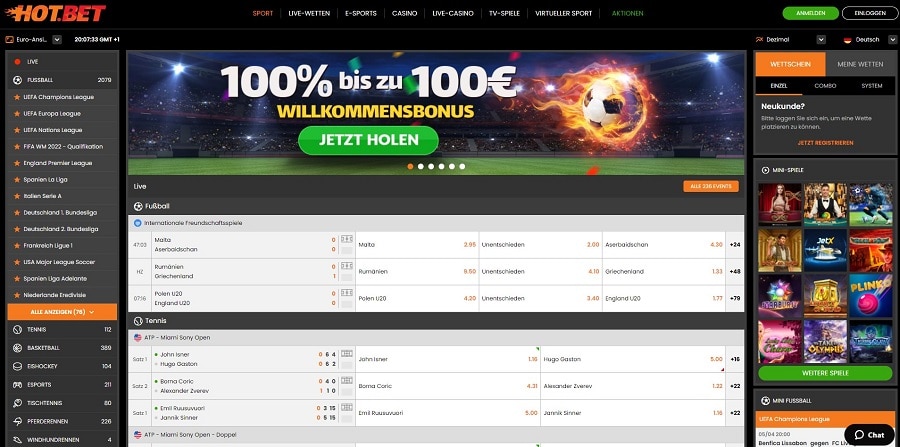 HOT.BET
SPORT LIVE-WETTEN E-SPORTS CASINO LIVE-CASINO TV-SPIELE VIRTUELLER SPORT AKTIONEN
ANMELDEN EINLOGGEN
Euro-Ansi... 20:07:33 GMT +1
Dezimal Deutsch
LIVE
FUSSBALL 2079
UEFA Champions League
UEFA Europa League
UEFA Nations League
FIFA WM 2022 - Qualifikation
England Premier League
Spanien La Liga
Italien Serie A
Deutschland 1. Bundesliga
Deutschland 2. Bundesliga
Frankreich Ligue 1
USA Major League Soccer
Spanien Liga Adelante
Niederlande Eredivisie
ALLE ANZEIGEN (76)
TENNIS 112
BASKETBALL 389
EISHOCKEY 104
ESPORTS 211
TISCHTENNIS 80
PFERDERENNEN 226
WINDHUNDRENNEN
100% bis zu 100€
WILLKOMMENSBONUS
JETZT HOLEN
Live ALLE 336 EVENTS
Fußball
Internationale Freundschaftsspiele
47:03 Malta 0 Malta 2.95 Unentschieden 2.00 Aserbaidschan 4.30 +24
Aserbaidschan 0
HZ Rumänien 0 Rumänien 9.50 Unentschieden 4.10 Griechenland 1.33 +48
Griechenland 1
07:16 Polen U20 0 Polen U20 4.20 Unentschieden 3.40 England U20 1.77 +79
England U20 0
Tennis
ATP - Miami Sony Open
Satz 1 John Isner 0 6 4 John Isner 1.16 Hugo Gaston 5.00 +16
Hugo Gaston
Satz 2 Borna Coric 0 4 0 Borna Coric 4.31 Alexander Zverev 1.22 +22
Alexander Zverev 1 1 0
Satz 1 Emil Ruusuvuori 0 3 15 Emil Ruusuvuori 5.00 Jannik Sinner 1.16 +22
Jannik Sinner 0 5 15
ATP - Miami Sony Open - Doppel
WETTSCHEIN MEINE WETTEN
EINZEL COMBO SYSTEM
Neukunde?
Bitte loggen Sie sich ein, um eine Wette
platzieren zu können.
JETZT REGISTRIEREN
MINI-SPIELE
JetX
PLINKO
TAKE
OLYMPUS
WEITERE SPIELE
MINI FUSSBALL
UEFA Champions League
05/04 20:00
Benfica Lissabon gegen FC Liv
Chat